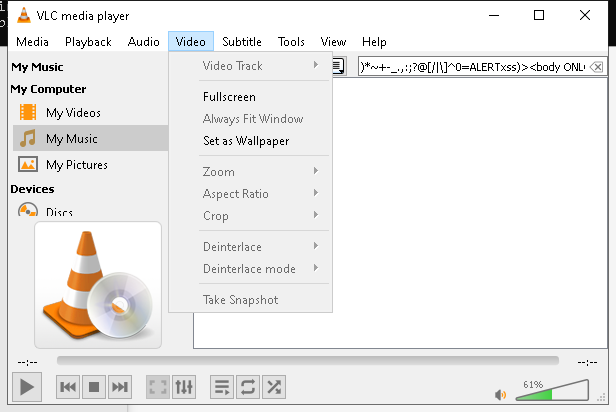 VLC media player
Media Playback Audio Video Subtitle Tools View Help
My Music
Video Track
)*~+-_.,:;?@[/|\]^0=ALERTxss)><body ONL
My Computer
My Videos
Fullscreen
Always Fit Window
My Music
Set as Wallpaper
My Pictures
Zoom
Devices
Aspect Ratio
Discs
Crop
Deinterlace
Deinterlace mode
Take Snapshot
--:-- --:--
61%